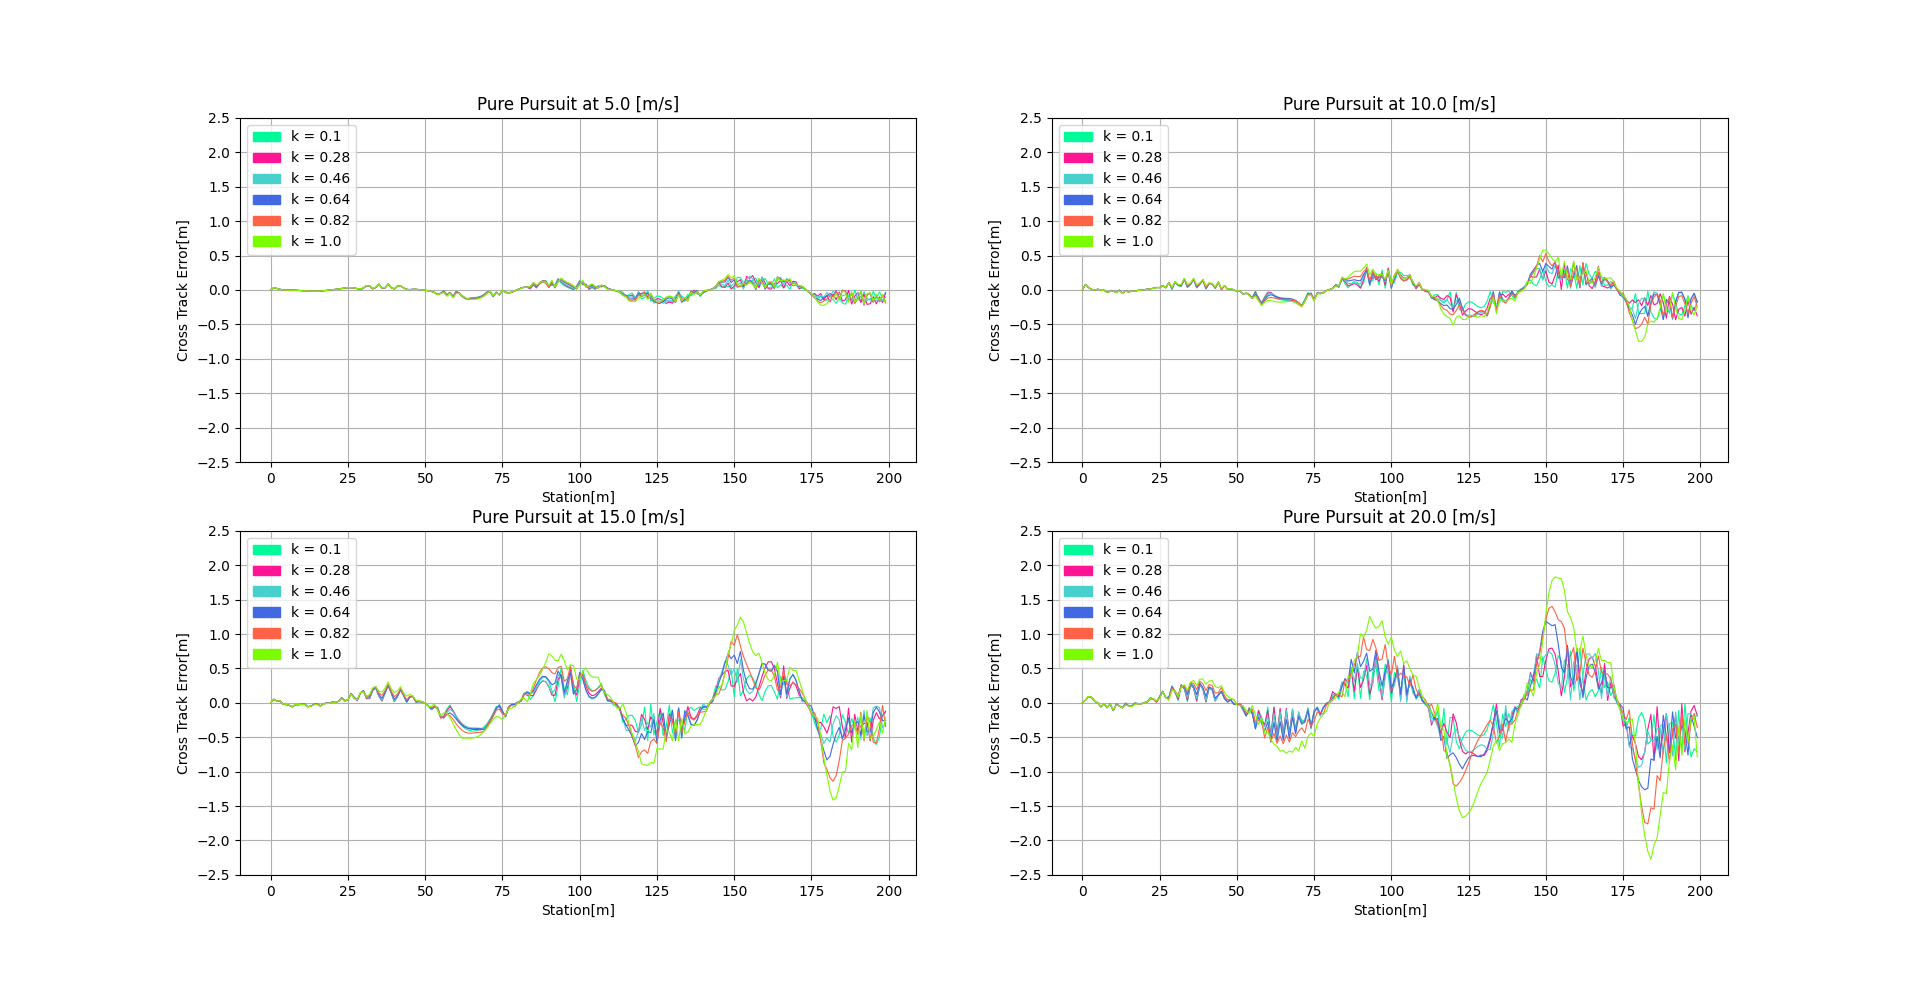 Pure Pursuit at 5.0 [m/s]
2.5
2.0
1.5
1.0
0.5
0.0
−0.5
−1.0
−1.5
−2.0
−2.5
Cross Track Error[m]
k = 0.1
k = 0.28
k = 0.46
k = 0.64
k = 0.82
k = 1.0
0 25 50 75 100 125 150 175 200
Station[m]
Pure Pursuit at 10.0 [m/s]
2.5
2.0
1.5
1.0
0.5
0.0
−0.5
−1.0
−1.5
−2.0
−2.5
Cross Track Error[m]
k = 0.1
k = 0.28
k = 0.46
k = 0.64
k = 0.82
k = 1.0
0 25 50 75 100 125 150 175 200
Station[m]
Pure Pursuit at 15.0 [m/s]
2.5
2.0
1.5
1.0
0.5
0.0
−0.5
−1.0
−1.5
−2.0
−2.5
Cross Track Error[m]
k = 0.1
k = 0.28
k = 0.46
k = 0.64
k = 0.82
k = 1.0
0 25 50 75 100 125 150 175 200
Station[m]
Pure Pursuit at 20.0 [m/s]
2.5
2.0
1.5
1.0
0.5
0.0
−0.5
−1.0
−1.5
−2.0
−2.5
Cross Track Error[m]
k = 0.1
k = 0.28
k = 0.46
k = 0.64
k = 0.82
k = 1.0
0 25 50 75 100 125 150 175 200
Station[m]